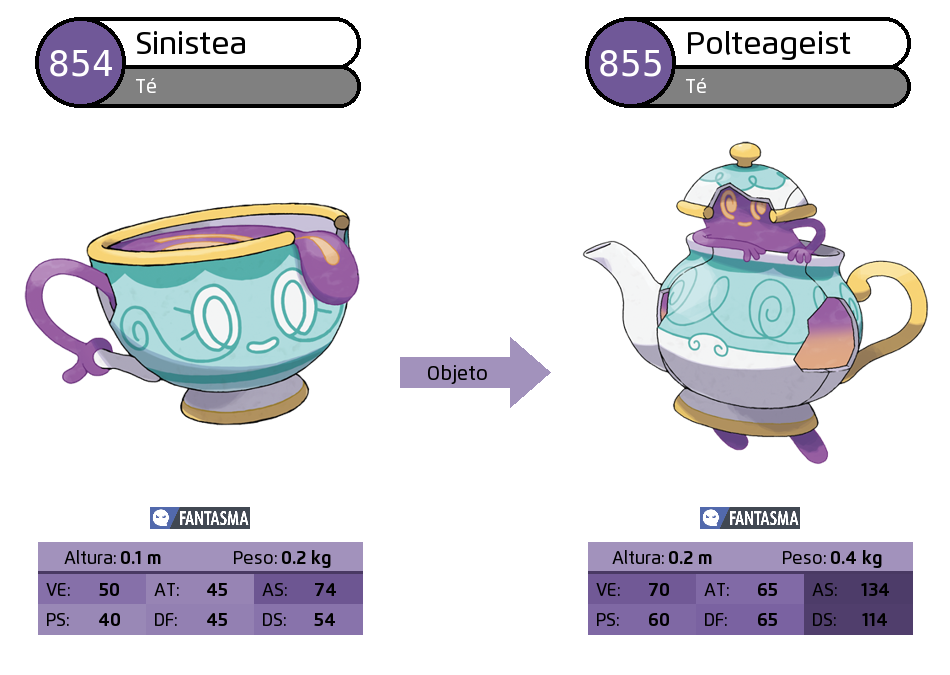 854 Sinistea
Té
855 Polteageist
Té
Objeto
FANTASMA
Altura: 0.1 m Peso: 0.2 kg
VE: 50 AT: 45 AS: 74
PS: 40 DF: 45 DS: 54
FANTASMA
Altura: 0.2 m Peso: 0.4 kg
VE: 70 AT: 65 AS: 134
PS: 60 DF: 65 DS: 114